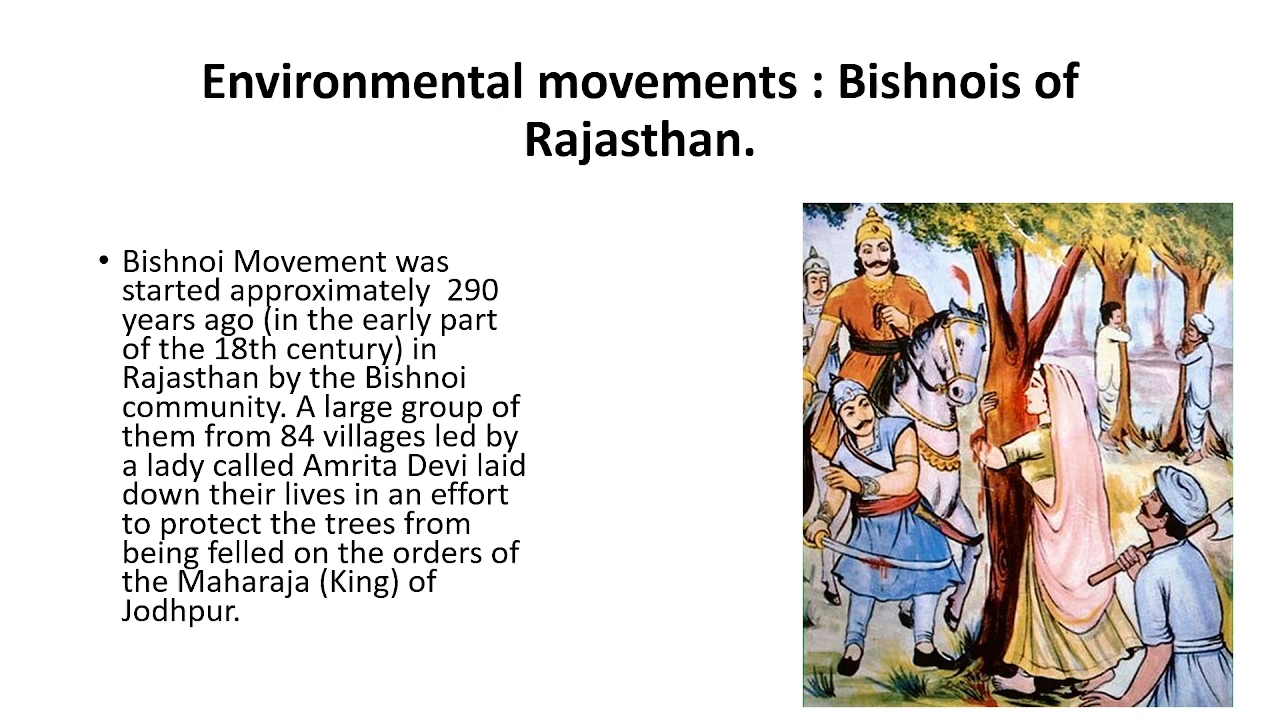 Environmental movements : Bishnois of
Rajasthan.
• Bishnoi Movement was
started approximately  290
years ago (in the early part
of the 18th century) in
Rajasthan by the Bishnoi
community. A large group of
them from 84 villages led by
a lady called Amrita Devi laid
down their lives in an effort
to protect the trees from
being felled on the orders of
the Maharaja (King) of
Jodhpur.